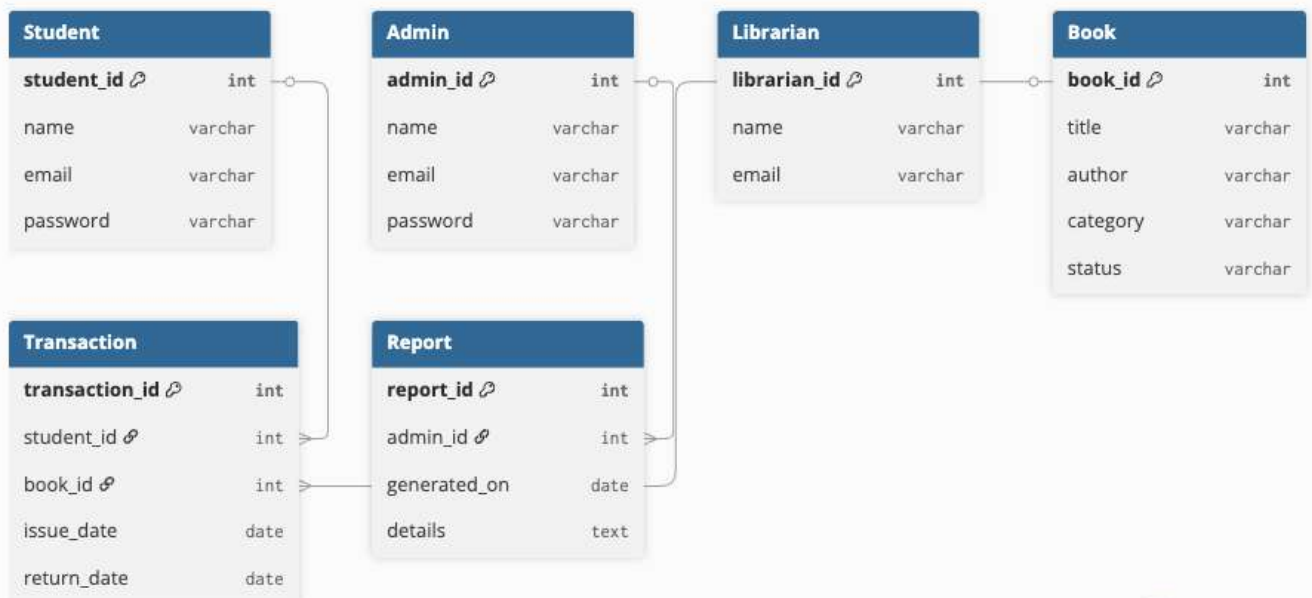 Student
student_id int
name varchar
email varchar
password varchar
Admin
admin_id int
name varchar
email varchar
password varchar
Librarian
librarian_id int
name varchar
email varchar
Book
book_id int
title varchar
author varchar
category varchar
status varchar
Transaction
transaction_id int
student_id int
book_id int
issue_date date
return_date date
Report
report_id int
admin_id int
generated_on date
details text